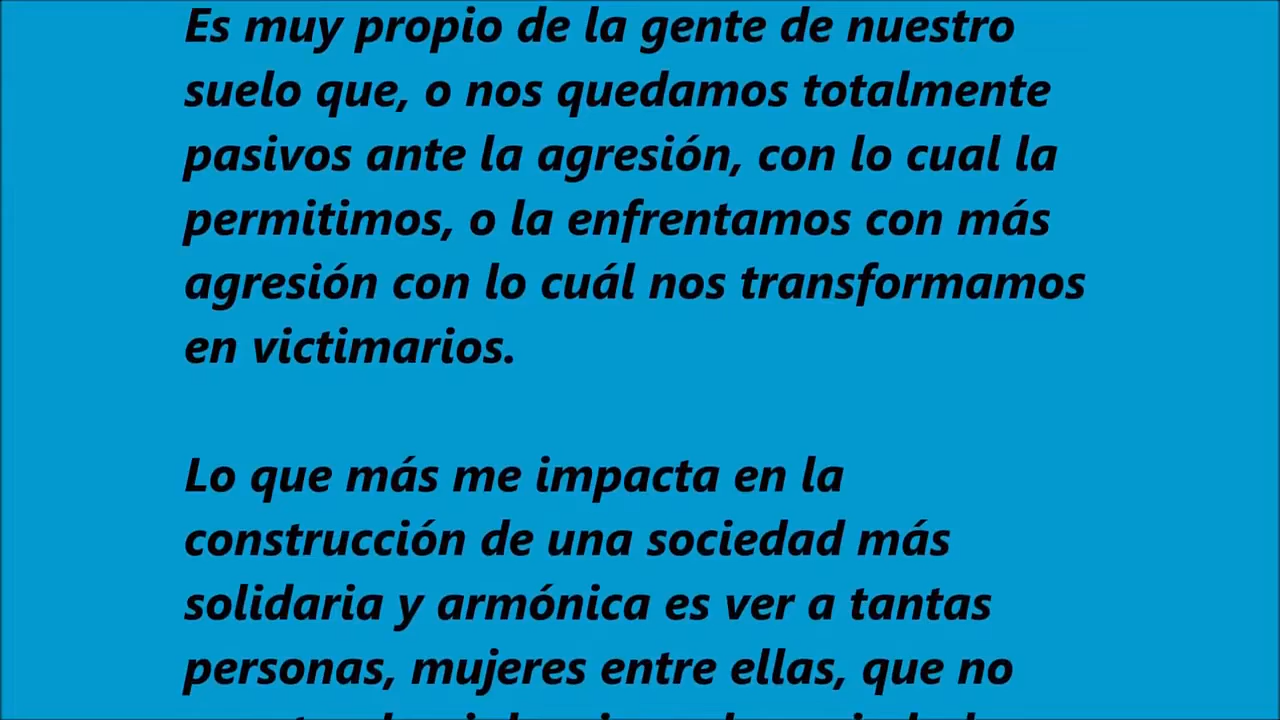 Es muy propio de la gente de nuestro
suelo que, o nos quedamos totalmente
pasivos ante la agresión, con lo cual la
permitimos, o la enfrentamos con más
agresión con lo cuál nos transformamos
en victimarios.
Lo que más me impacta en la
construcción de una sociedad más
solidaria y armónica es ver a tantas
personas, mujeres entre ellas, que no